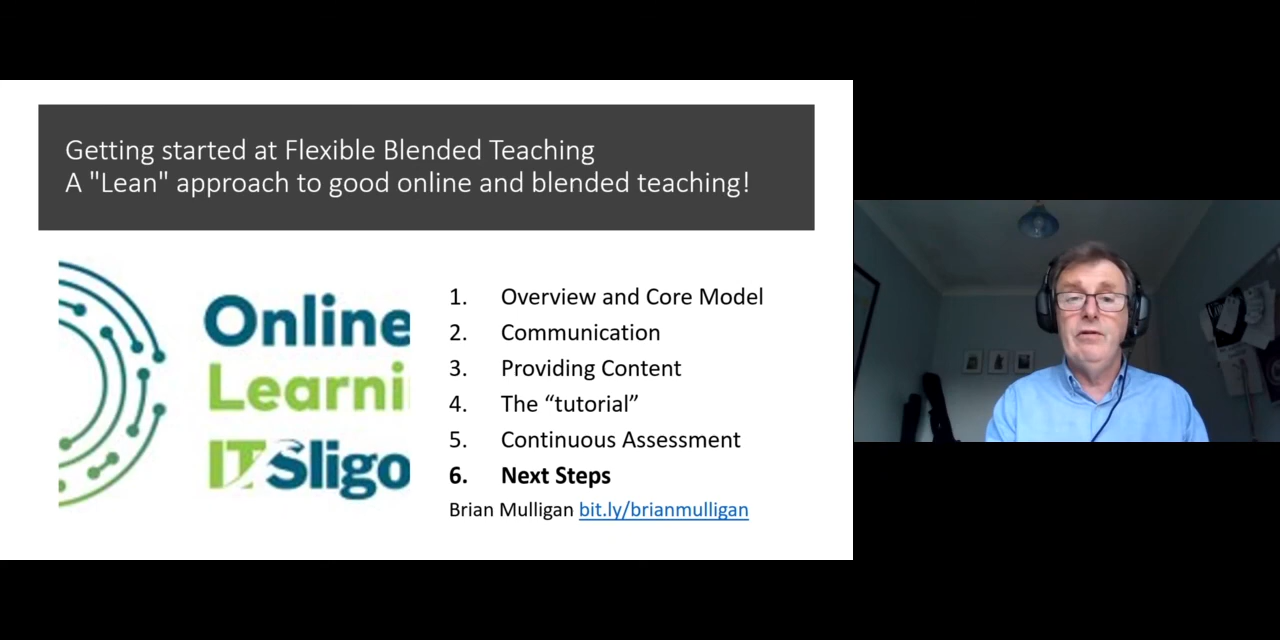 Getting started at Flexible Blended Teaching
A "Lean" approach to good online and blended teaching!
Online
Learni
IT Sligo
1. Overview and Core Model
2. Communication
3. Providing Content
4. The “tutorial”
5. Continuous Assessment
6. Next Steps
Brian Mulligan bit.ly/brianmulligan